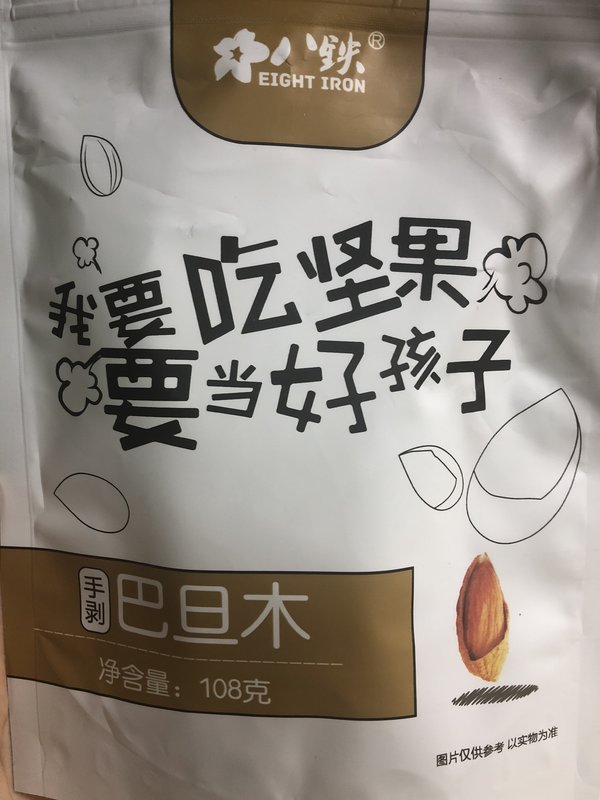 八鉄®
EIGHT IRON
我要吃坚果
要当好孩子
手剥
巴旦木
净含量：108克
图片仅供参考 以实物为准